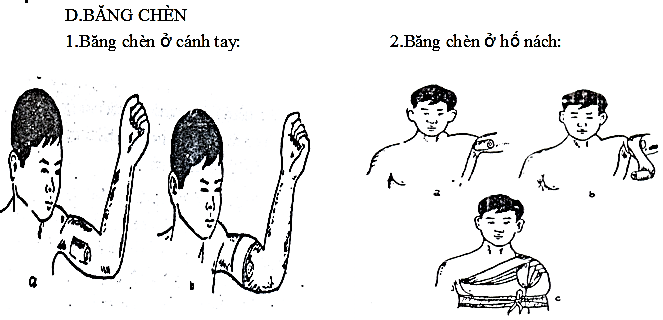 D.BĂNG CHÈN
1.Băng chèn ở cánh tay:
2.Băng chèn ở hố nách:
a
b
a
b
c